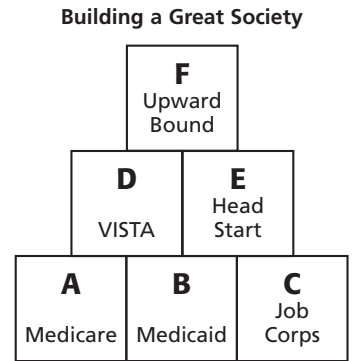 Building a Great Society
F
Upward
Bound
D
VISTA
E
Head
Start
A
Medicare
B
Medicaid
C
Job
Corps